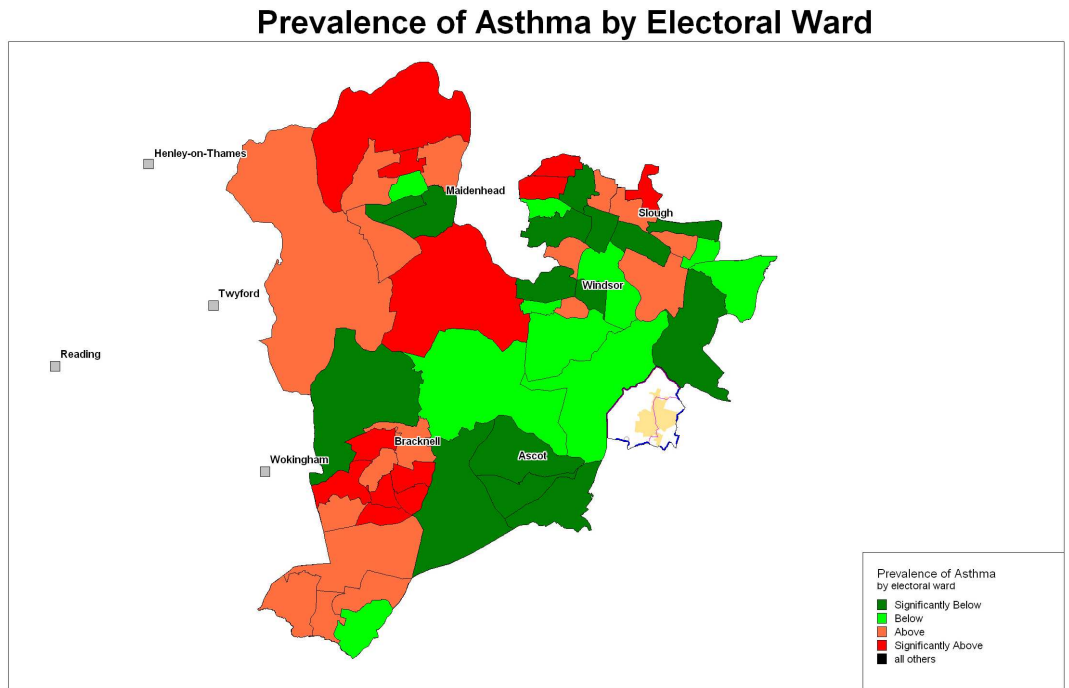 Prevalence of Asthma by Electoral Ward
Henley-on-Thames
Maidenhead
Slough
Windsor
Twyford
Reading
Bracknell
Ascot
Wokingham
Prevalence of Asthma
by electoral ward
Significantly Below
Below
Above
Significantly Above
all others